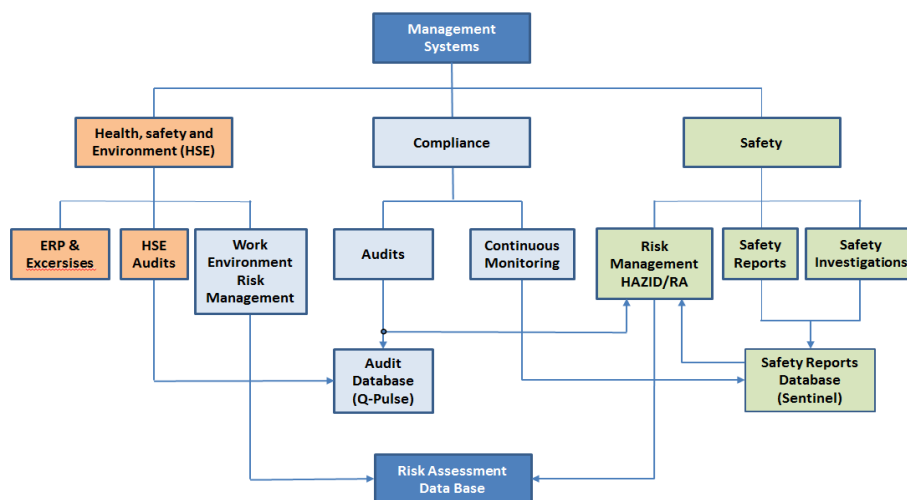 Management
Systems
Health, safety and
Environment (HSE)
Compliance
Safety
ERP &
Excersises
HSE
Audits
Work
Environment
Risk
Management
Audits
Continuous
Monitoring
Risk
Management
HAZID/RA
Safety
Reports
Safety
Investigations
Audit
Database
(Q-Pulse)
Safety Reports
Database
(Sentinel)
Risk Assessment
Data Base